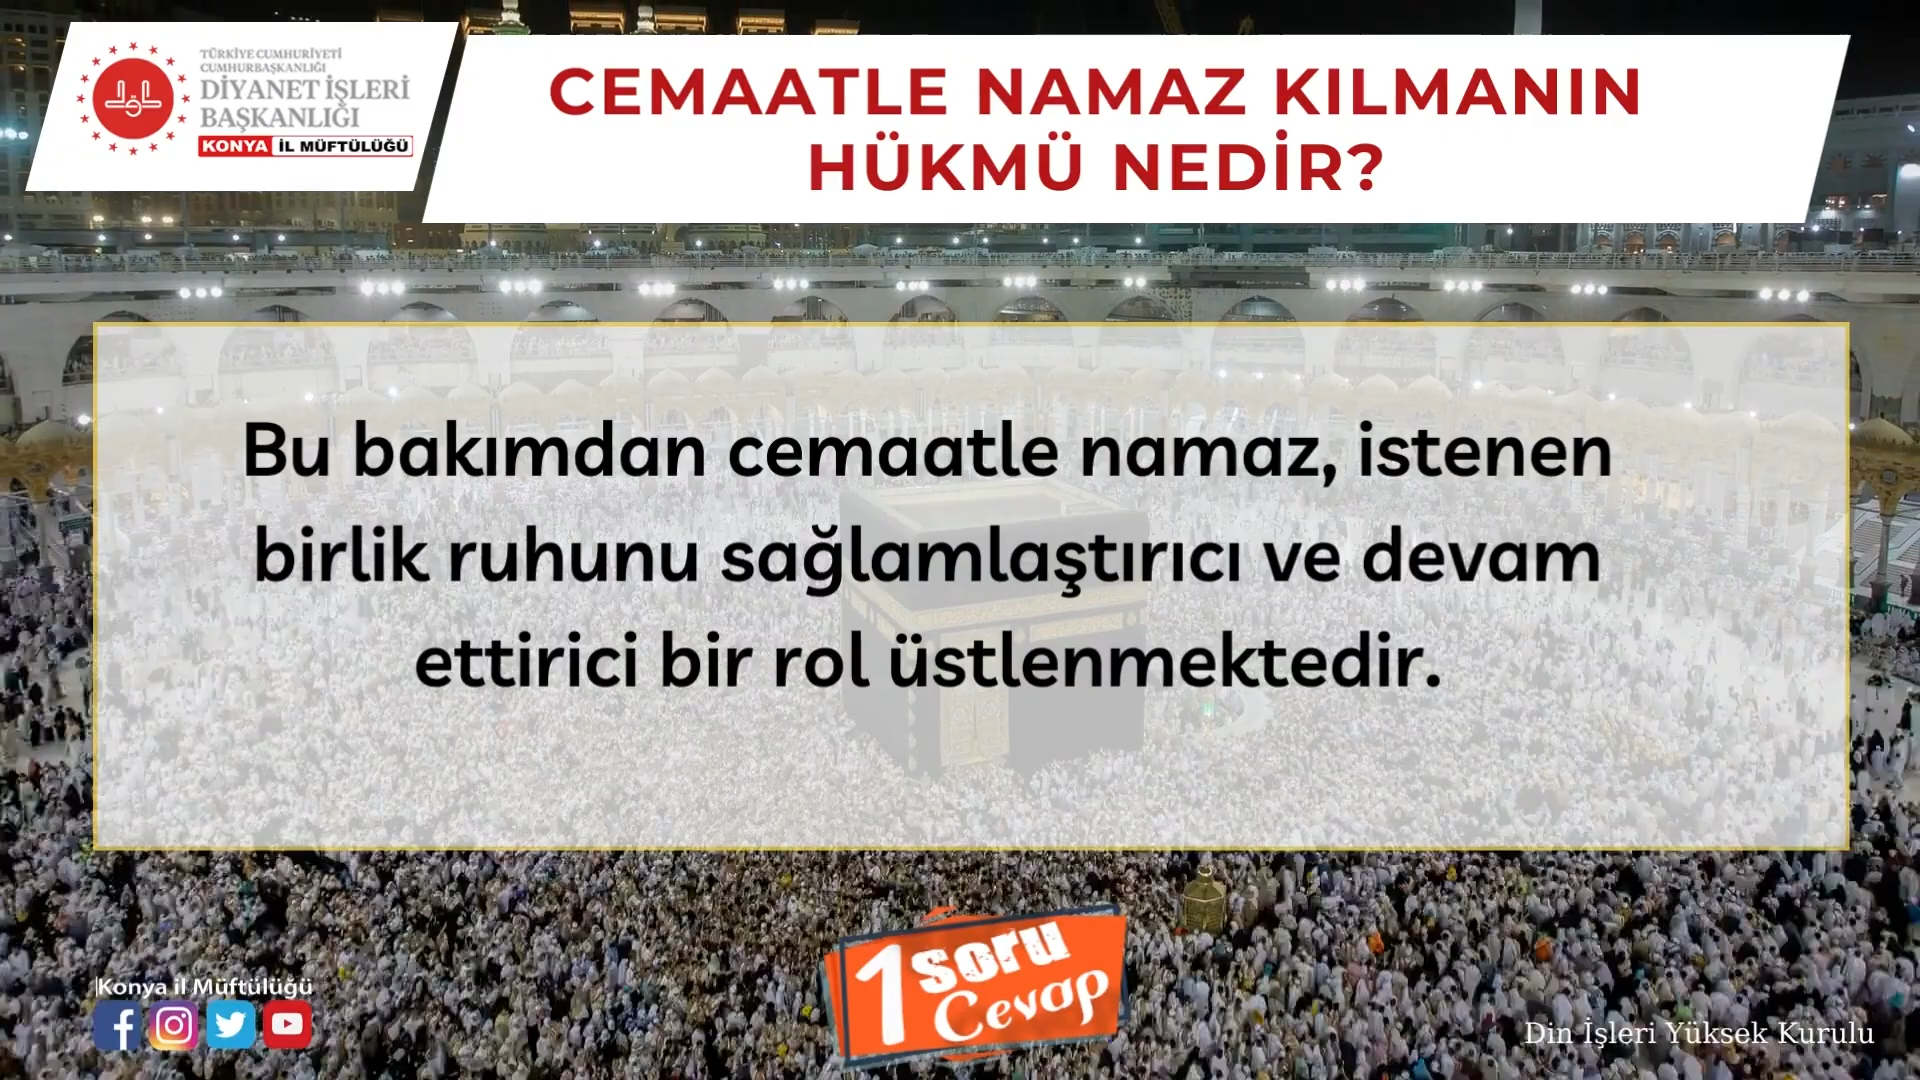 TÜRKİYE CUMHURİYETİ
CUMHURBAŞKANLIĞI
DİYANET İŞLERİ
BAŞKANLIĞI
KONYA İL MÜFTÜLÜĞÜ
CEMAATLE NAMAZ KILMANIN
HÜKMÜ NEDİR?
Bu bakımdan cemaatle namaz, istenen
birlik ruhunu sağlamlaştırıcı ve devam
ettirici bir rol üstlenmektedir.
1 soru
Cevap
Konya il Müftülüğü
Din İşleri Yüksek Kurulu